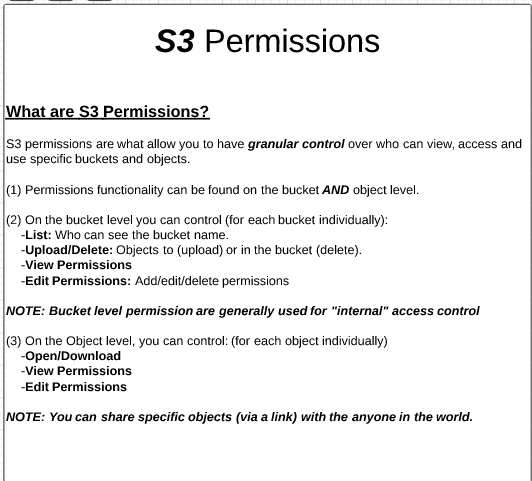 S3 Permissions
What are S3 Permissions?
S3 permissions are what allow you to have granular control over who can view, access and
use specific buckets and objects.
(1) Permissions functionality can be found on the bucket AND object level.
(2) On the bucket level you can control (for each bucket individually):
-List: Who can see the bucket name.
-Upload/Delete: Objects to (upload) or in the bucket (delete).
-View Permissions
-Edit Permissions: Add/edit/delete permissions
NOTE: Bucket level permission are generally used for "internal" access control
(3) On the Object level, you can control: (for each object individually)
-Open/Download
-View Permissions
-Edit Permissions
NOTE: You can share specific objects (via a link) with the anyone in the world.